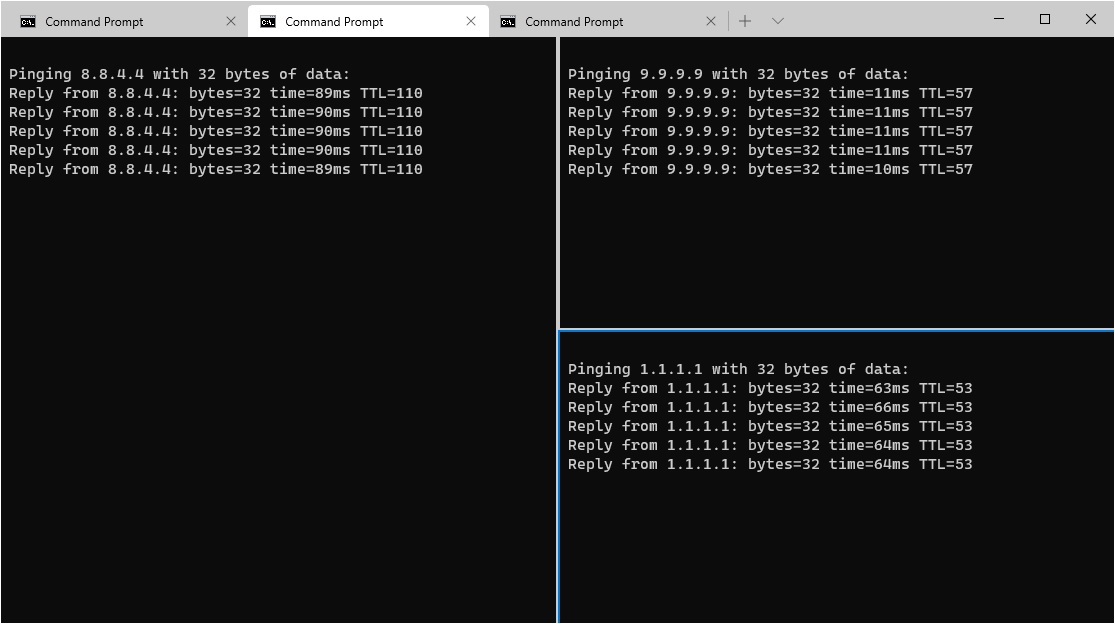 Command Prompt
Command Prompt
Command Prompt
Pinging 8.8.4.4 with 32 bytes of data:
Reply from 8.8.4.4: bytes=32 time=89ms TTL=110
Reply from 8.8.4.4: bytes=32 time=90ms TTL=110
Reply from 8.8.4.4: bytes=32 time=90ms TTL=110
Reply from 8.8.4.4: bytes=32 time=90ms TTL=110
Reply from 8.8.4.4: bytes=32 time=89ms TTL=110
Pinging 9.9.9.9 with 32 bytes of data:
Reply from 9.9.9.9: bytes=32 time=11ms TTL=57
Reply from 9.9.9.9: bytes=32 time=11ms TTL=57
Reply from 9.9.9.9: bytes=32 time=11ms TTL=57
Reply from 9.9.9.9: bytes=32 time=11ms TTL=57
Reply from 9.9.9.9: bytes=32 time=10ms TTL=57
Pinging 1.1.1.1 with 32 bytes of data:
Reply from 1.1.1.1: bytes=32 time=63ms TTL=53
Reply from 1.1.1.1: bytes=32 time=66ms TTL=53
Reply from 1.1.1.1: bytes=32 time=65ms TTL=53
Reply from 1.1.1.1: bytes=32 time=64ms TTL=53
Reply from 1.1.1.1: bytes=32 time=64ms TTL=53